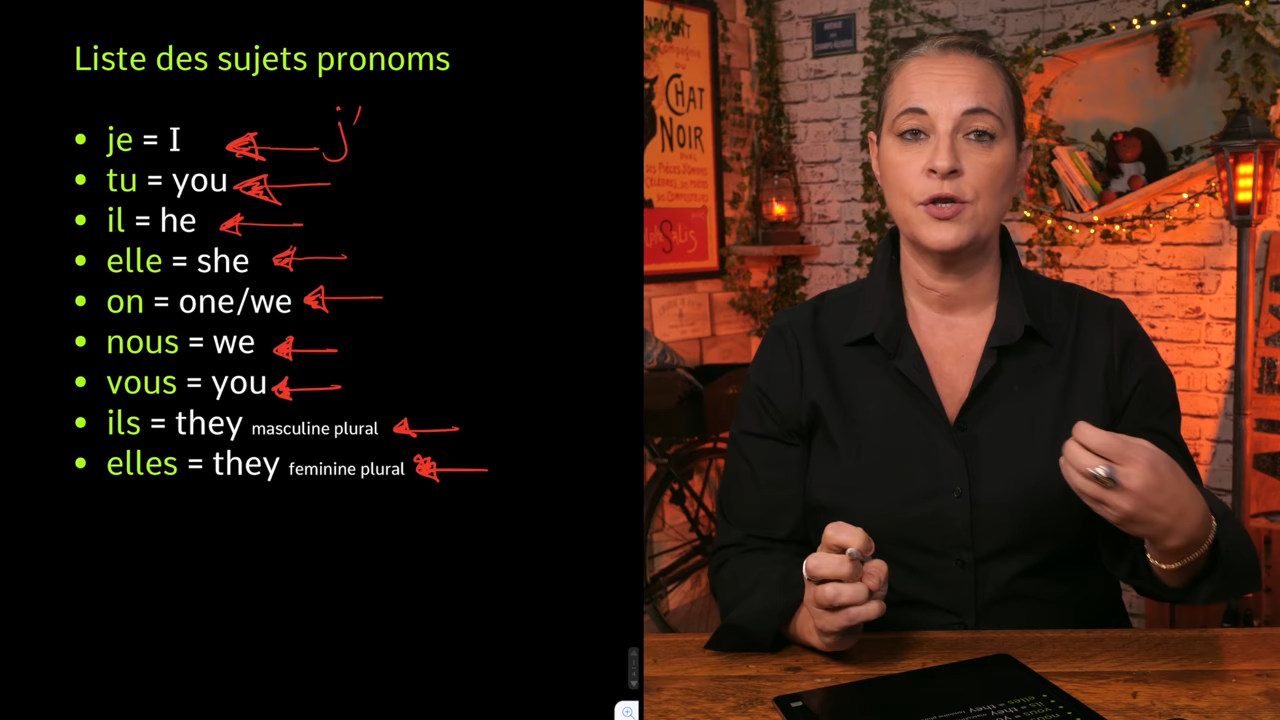 Liste des sujets pronoms
• je = I j'
• tu = you
• il = he
• elle = she
• on = one/we
• nous = we
• vous = you
• ils = they masculine plural
• elles = they feminine plural
CHAT
NOIR